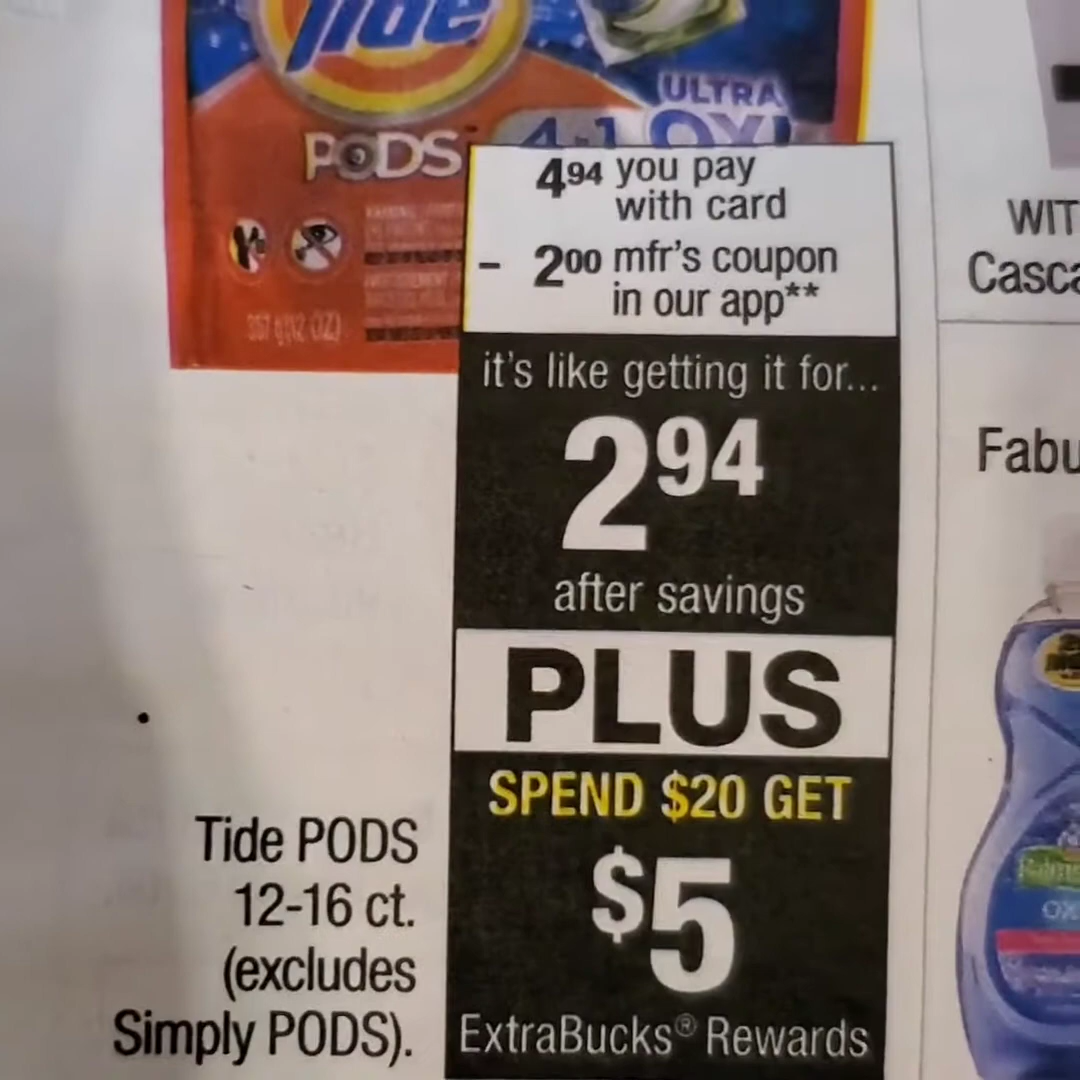 Tide
ULTRA
OXI
PODS
4in1
4.94 you pay
with card
- 2.00 mfr's coupon
in our app**
it's like getting it for...
2.94
after savings
PLUS
SPEND $20 GET
$5
ExtraBucks® Rewards
Tide PODS
12-16 ct.
(excludes
Simply PODS).
WIT
Casca
Fabu